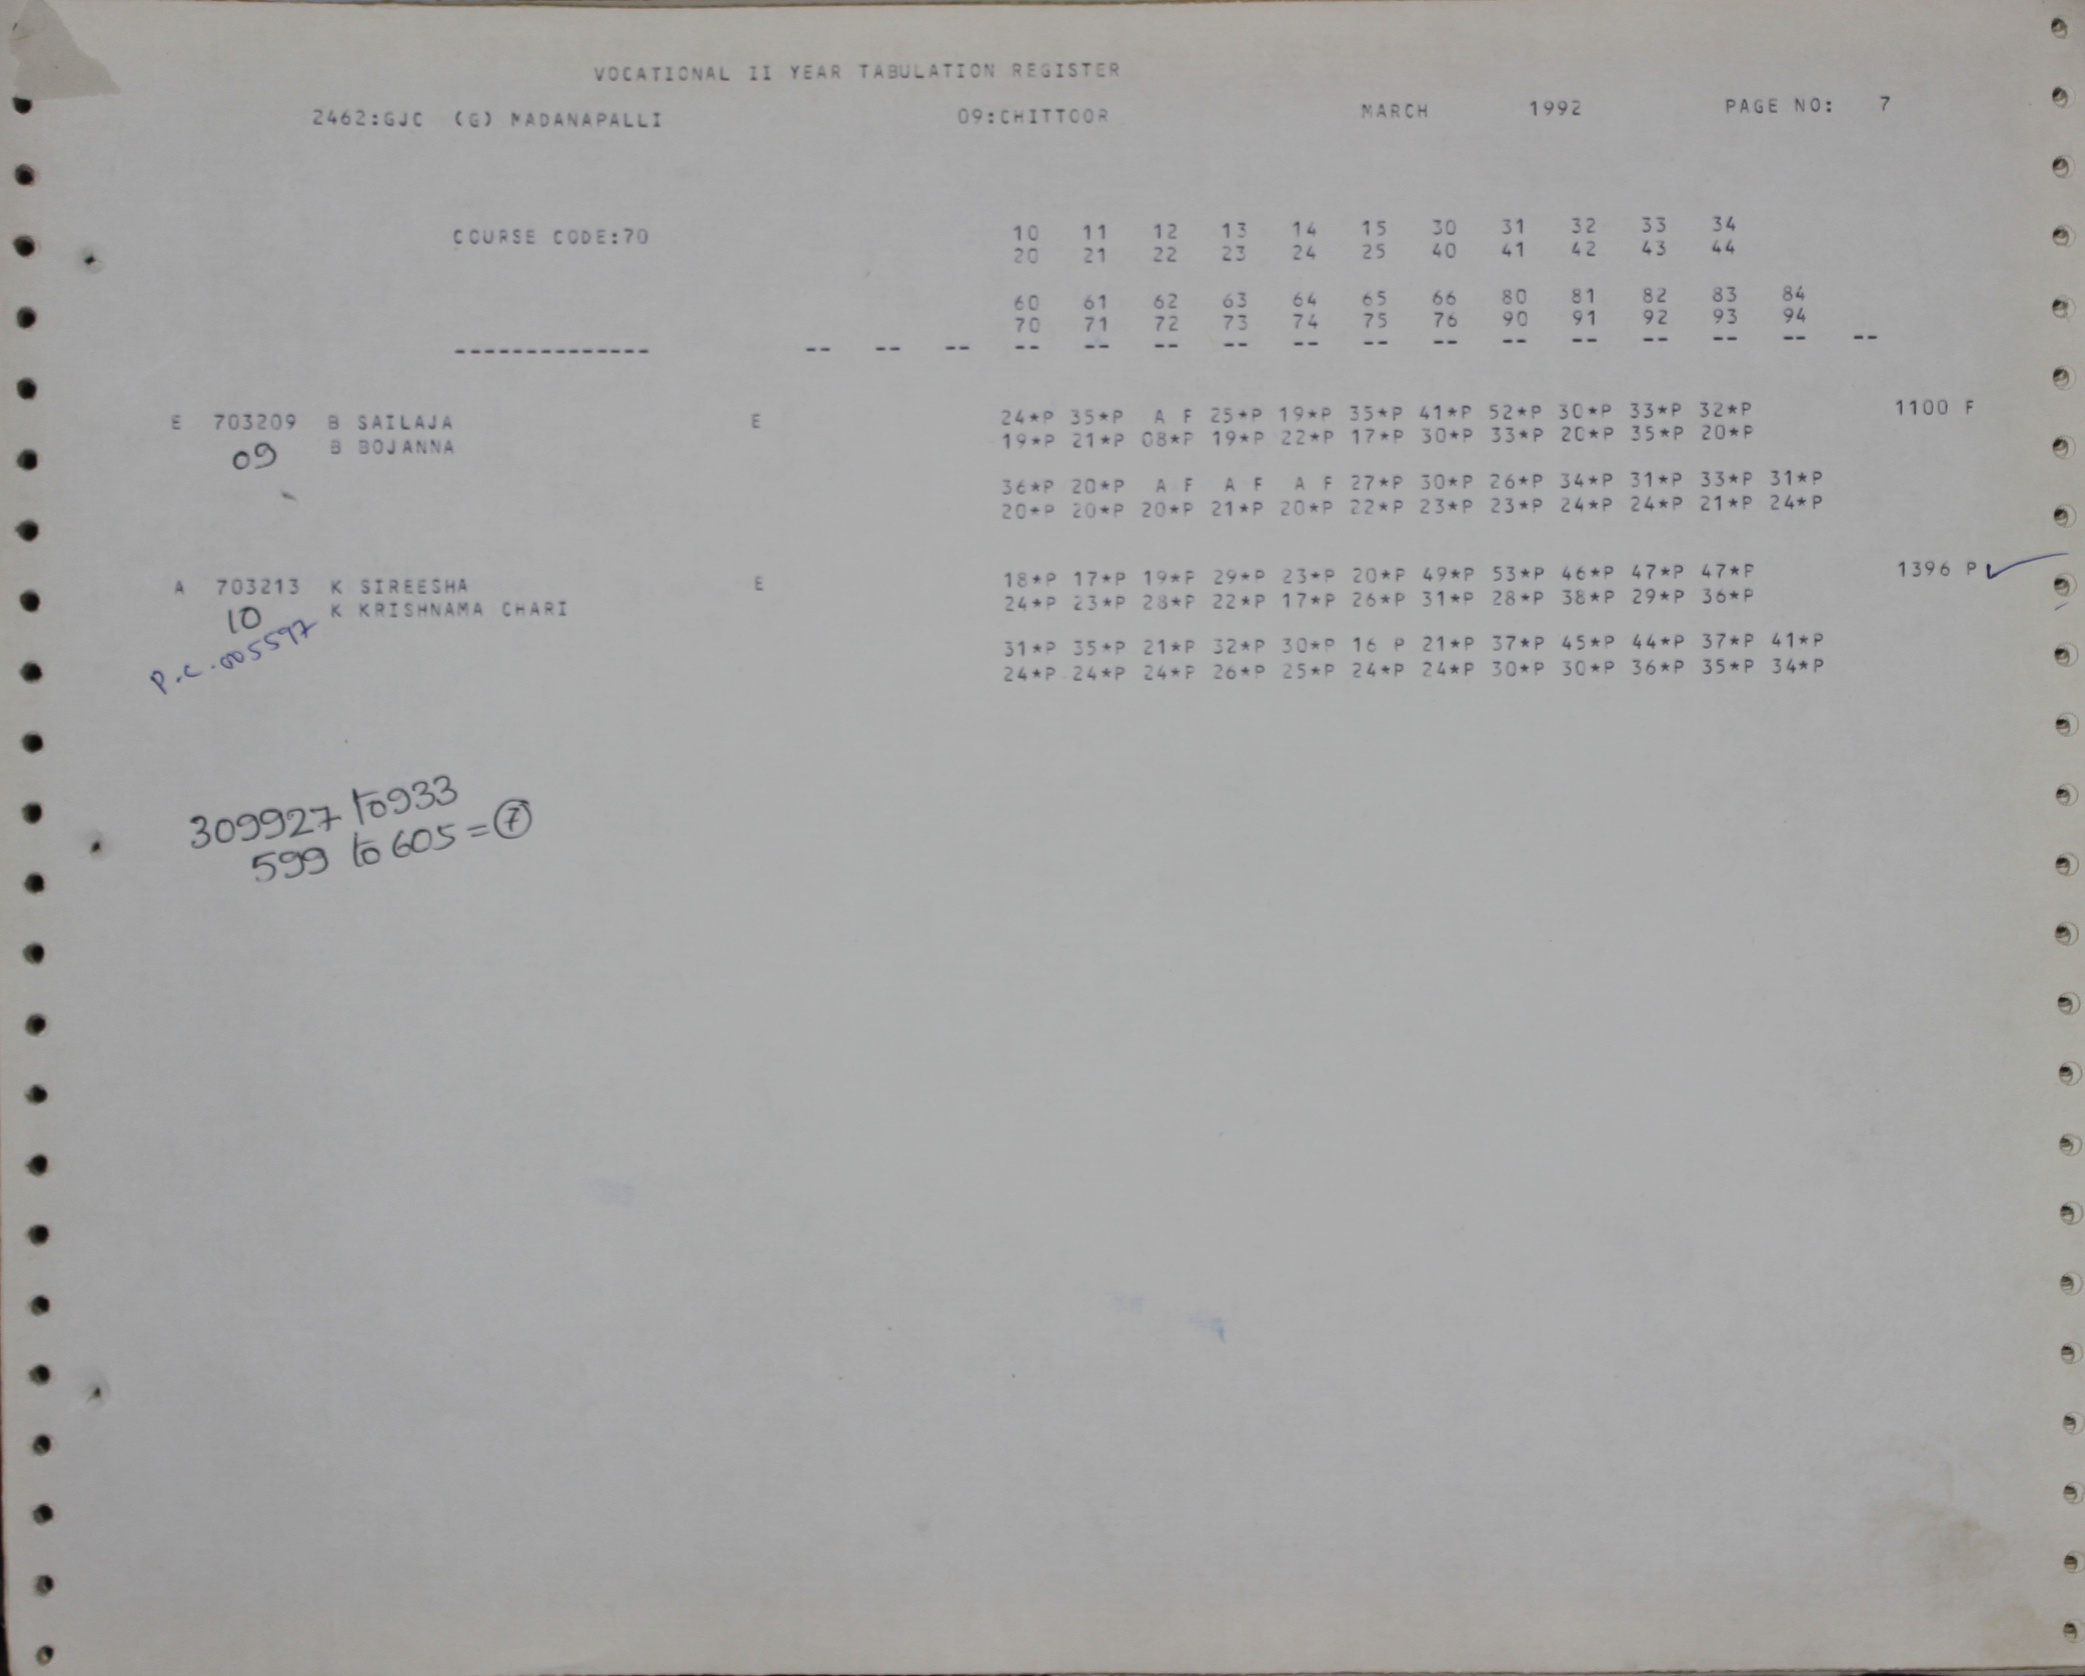 VOCATIONAL II YEAR TABULATION REGISTER
2462:GJC (G) MADANAPALLI 09:CHITTOOR MARCH 1992 PAGE NO: 7
COURSE CODE:70 10 11 12 13 14 15 30 31 32 33 34
20 21 22 23 24 25 40 41 42 43 44
60 61 62 63 64 65 66 80 81 82 83 84
70 71 72 73 74 75 76 90 91 92 93 94
-------------- -- -- -- -- -- -- -- -- -- -- -- -- -- -- -- --
E 703209 B SAILAJA E 24*P 35*P A F 25*P 19*P 35*P 41*P 52*P 30*P 33*P 32*P 1100 F
09 B BOJANNA 19*P 21*P 08*P 19*P 22*P 17*P 30*P 33*P 20*P 35*P 20*P
36*P 20*P A F A F A F 27*P 30*P 26*P 34*P 31*P 33*P 31*P
20*P 20*P 20*P 21*P 20*P 22*P 23*P 23*P 24*P 24*P 21*P 24*P
A 703213 K SIREESHA E 18*P 17*P 19*P 29*P 23*P 20*P 49*P 53*P 46*P 47*P 47*P 1396 P
10 K KRISHNAMA CHARI 24*P 23*P 28*P 22*P 17*P 26*P 31*P 28*P 38*P 29*P 36*P
P.C.005597
31*P 35*P 21*P 32*P 30*P 16 P 21*P 37*P 45*P 44*P 37*P 41*P
24*P 24*P 24*P 26*P 25*P 24*P 24*P 30*P 30*P 36*P 35*P 34*P
309927 to 933
599 to 605 = 7